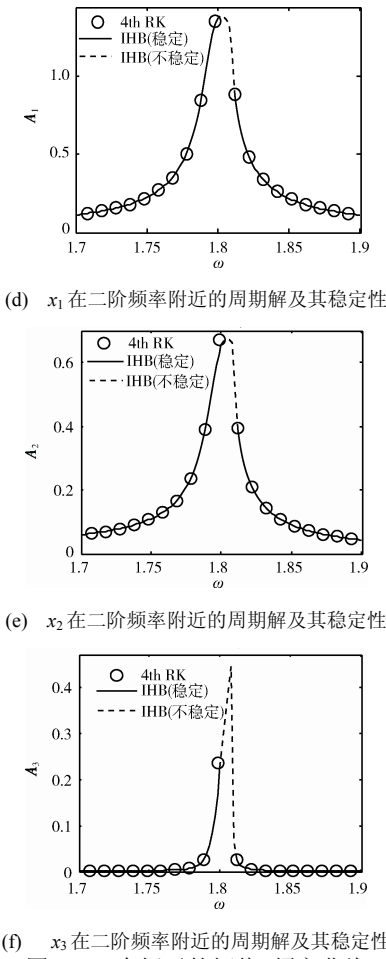 4th RK
IHB(稳定)
IHB(不稳定)
1.0
0.5
0
A1
1.7 1.75 1.8 1.85 1.9
ω
(d) x1在二阶频率附近的周期解及其稳定性
4th RK
IHB(稳定)
IHB(不稳定)
0.6
0.4
0.2
0
A2
1.7 1.75 1.8 1.85 1.9
ω
(e) x2在二阶频率附近的周期解及其稳定性
4th RK
IHB(稳定)
IHB(不稳定)
0.4
0.3
0.2
0.1
0
A3
1.7 1.75 1.8 1.85 1.9
ω
(f) x3在二阶频率附近的周期解及其稳定性